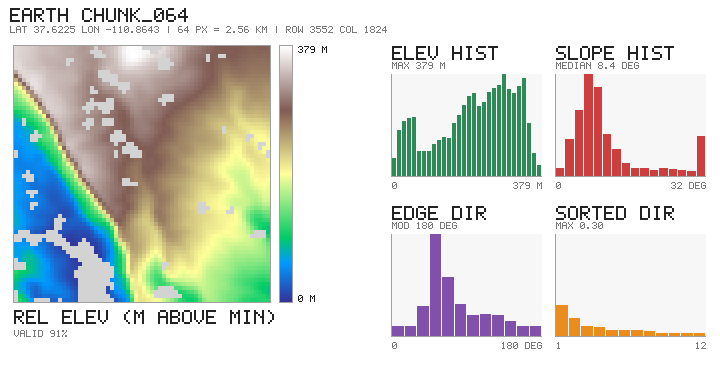 EARTH CHUNK_064
LAT 37.6225 LON -110.8643 | 64 PX = 2.56 KM | ROW 3552 COL 1824
379 M
0 M
REL ELEV (M ABOVE MIN)
VALID 91%
ELEV HIST
MAX 379 M
0 379 M
SLOPE HIST
MEDIAN 8.4 DEG
0 32 DEG
EDGE DIR
MOD 180 DEG
0 180 DEG
SORTED DIR
MAX 0.30
1 12